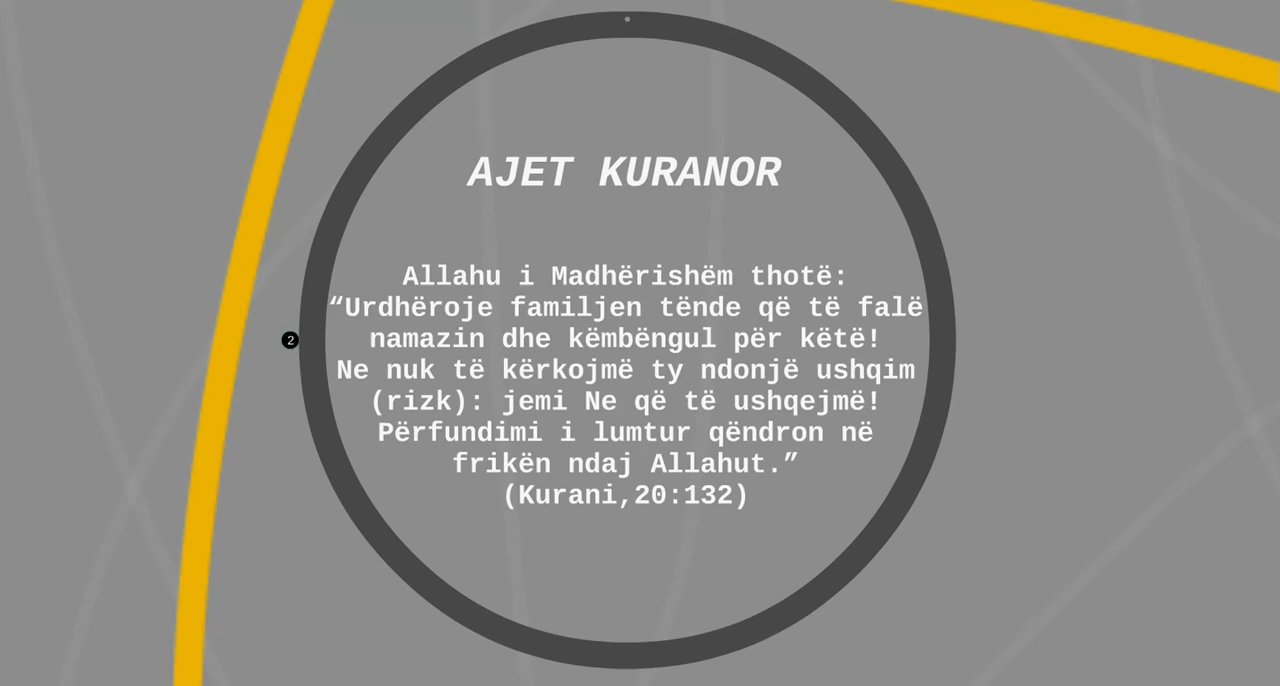 AJET KURANOR
Allahu i Madhërishëm thotë:
“Urdhëroje familjen tënde që të falë
namazin dhe këmbëngul për këtë!
Ne nuk të kërkojmë ty ndonjë ushqim
(rizk): jemi Ne që të ushqejmë!
Përfundimi i lumtur qëndron në
frikën ndaj Allahut.”
(Kurani,20:132)
2